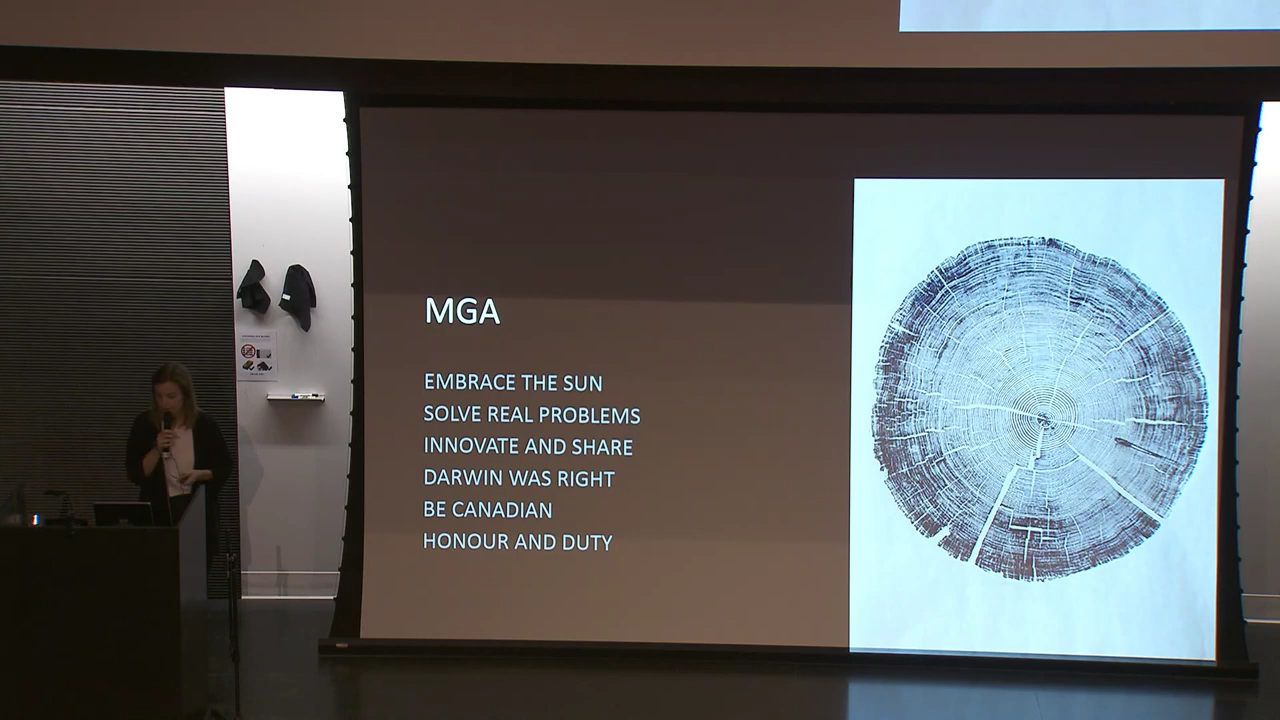 MGA
EMBRACE THE SUN
SOLVE REAL PROBLEMS
INNOVATE AND SHARE
DARWIN WAS RIGHT
BE CANADIAN
HONOUR AND DUTY